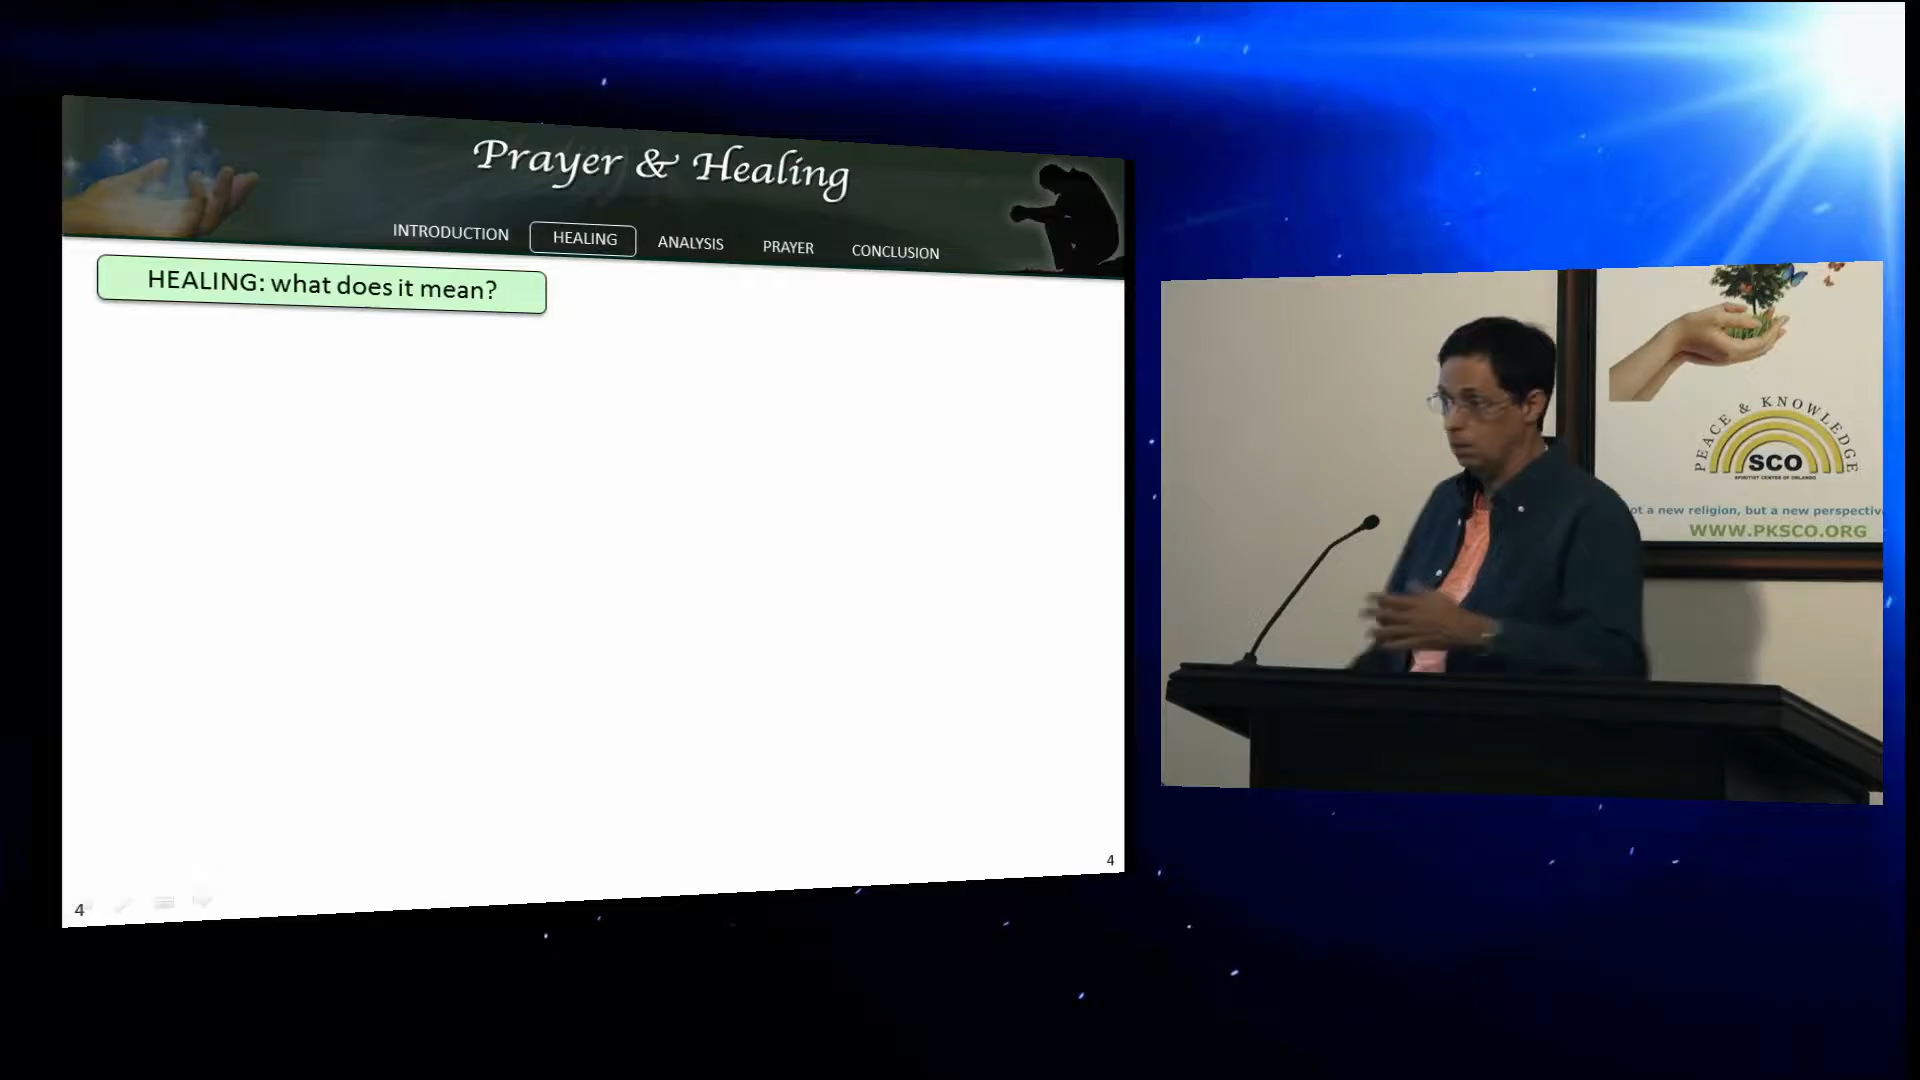 Prayer & Healing
INTRODUCTION HEALING ANALYSIS PRAYER CONCLUSION
HEALING: what does it mean?
4
4
PEACE & KNOWLEDGE
SCO
SPIRITIST CENTER OF ORLANDO
ot a new religion, but a new perspectiv
WWW.PKSCO.ORG